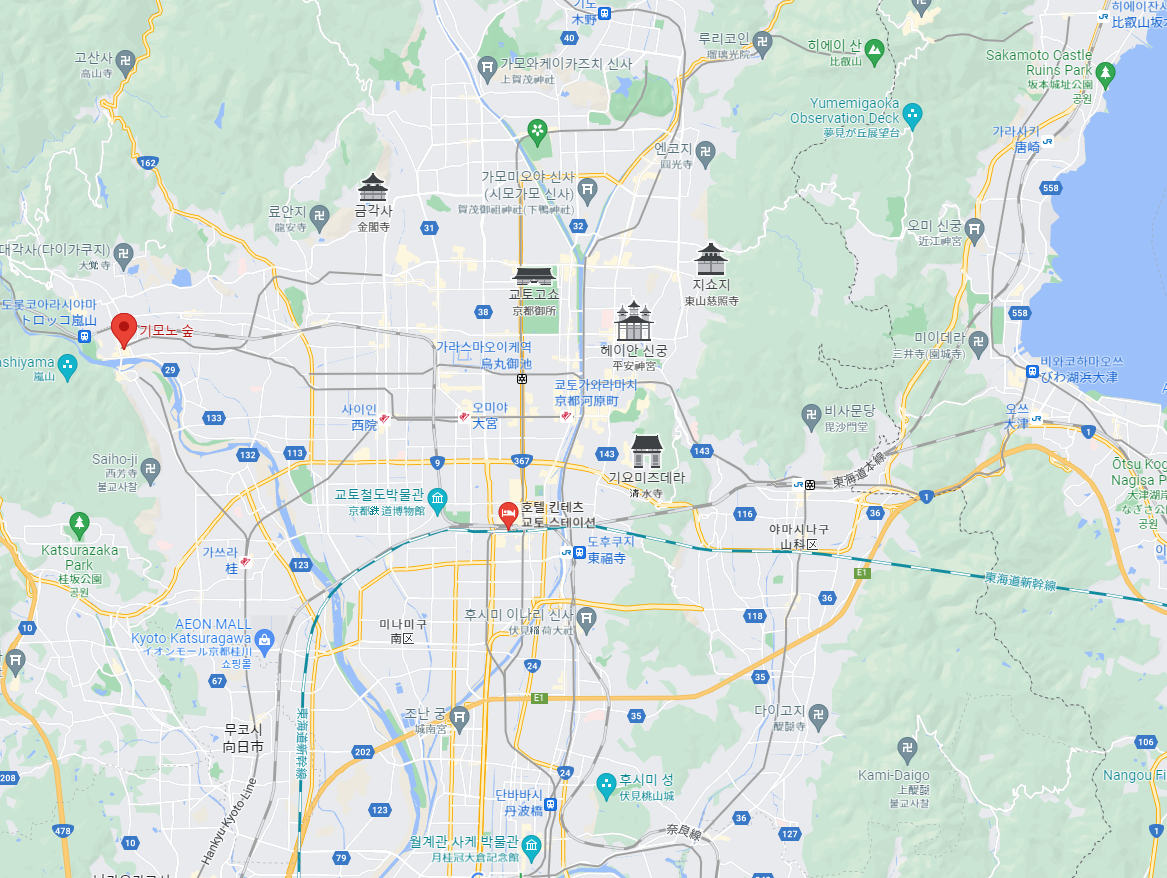 기노
木野
40
히에이잔사
比叡山坂本
루리코인
瑠璃光院
히에이 산
比叡山
고산사
高山寺
가모와케이카즈치 신사
上賀茂神社
Sakamoto Castle
Ruins Park
坂本城址公園
공원
Yumemigaoka
Observation Deck
夢見が丘展望台
가라사키
唐崎
162
엔코지
圓光寺
558
가모미오야 신사
(시모가모 신사)
賀茂御祖神社(下鴨神社)
금각사
金閣寺
료안지
龍安寺
31
32
오미 신궁
近江神宮
대각사(다이가쿠지)
大覚寺
지쇼지
東山慈照寺
교토고쇼
京都御所
도롯코아라시야마
トロッコ嵐山
38
558
기모노 숲
헤이안 신궁
平安神宮
미이데라
三井寺(園城寺)
가라스마오이케역
烏丸御池
ashiyama
嵐山
29
비와코하마오쓰
びわ湖浜大津
교토가와라마치
京都河原町
133
사이인
西院
오미야
大宮
비사문당
毘沙門堂
오쓰
大津
1
132
113
9
367
143
143
Saiho-ji
西芳寺
불교사찰
기요미즈데라
清水寺
東海道本線
Ōtsu Kog
Nagisa P
大津湖岸
なぎさ公
공원
교토철도박물관
京都鉄道博物館
호텔 킨테츠
교토 스테이션
116
36
1
야마시나구
山科区
Katsurazaka
Park
桂坂公園
공원
가쓰라
桂
도후쿠지
東福寺
123
E1
東海道新幹線
36
118
10
AEON MALL
Kyoto Katsuragawa
イオンモール京都桂川
쇼핑몰
미나미구
南区
후시미 이나리 신사
伏見稲荷大社
24
67
35
E1
조난 궁
城南宮
35
다이고지
醍醐寺
무코시
向日市
東海道新幹線
202
Kami-Daigo
上醍醐
불교사찰
106
208
24
후시미 성
伏見桃山城
Nangou Fi
단바바시
丹波橋
123
Hankyu Kyoto Line
478
10
36
127
奈良線
1
월계관 사케 박물관
月桂冠大倉記念館
79